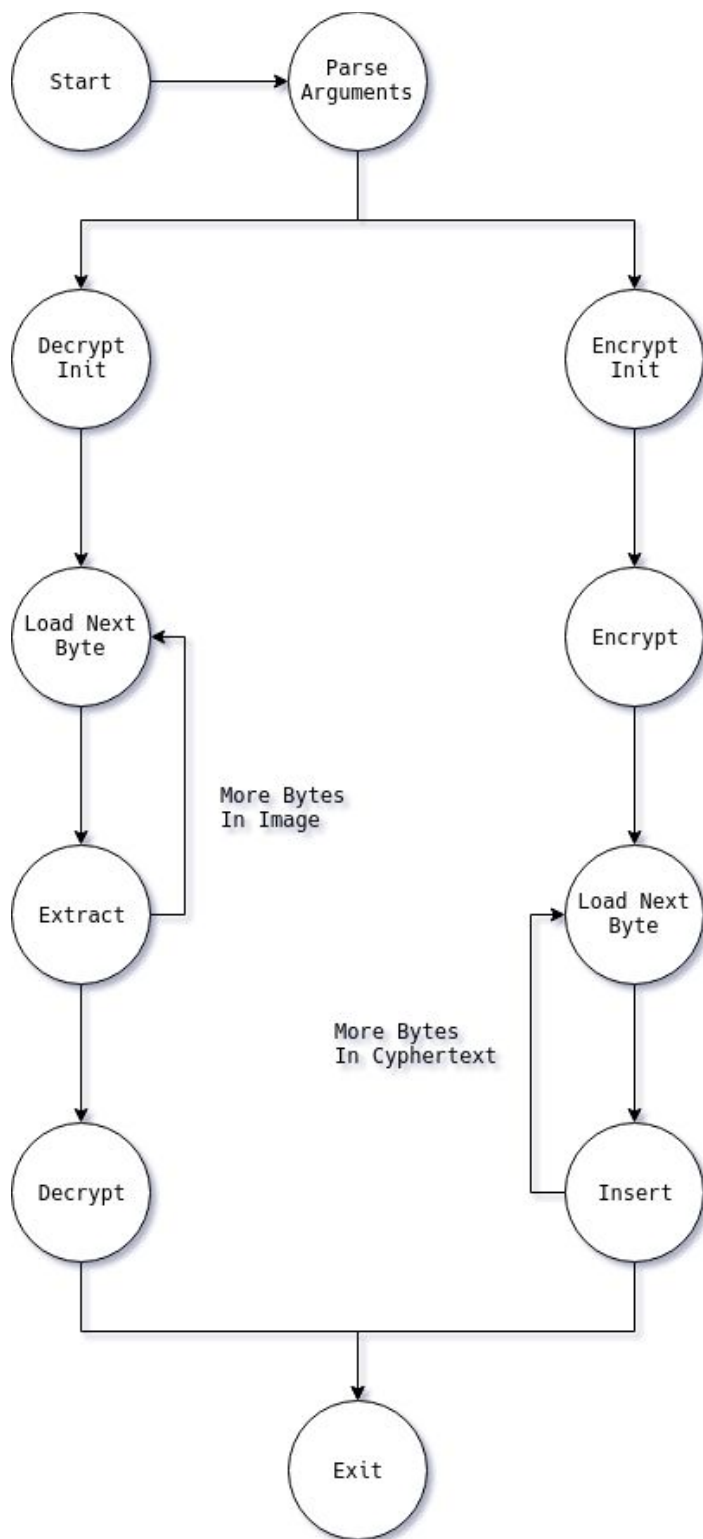 Start
Parse
Arguments
Decrypt
Init
Encrypt
Init
Load Next
Byte
Encrypt
More Bytes
In Image
Extract
Load Next
Byte
More Bytes
In Cyphertext
Decrypt
Insert
Exit